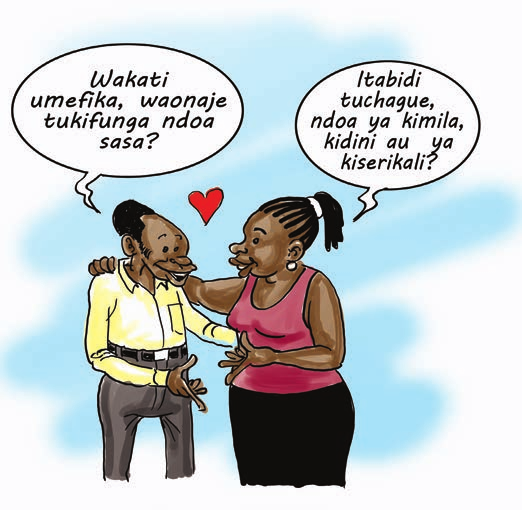 Wakati
umefika, waonaje
tukifunga ndoa
sasa?
Itabidi
tuchague,
ndoa ya kimila,
kidini au ya
kiserikali?